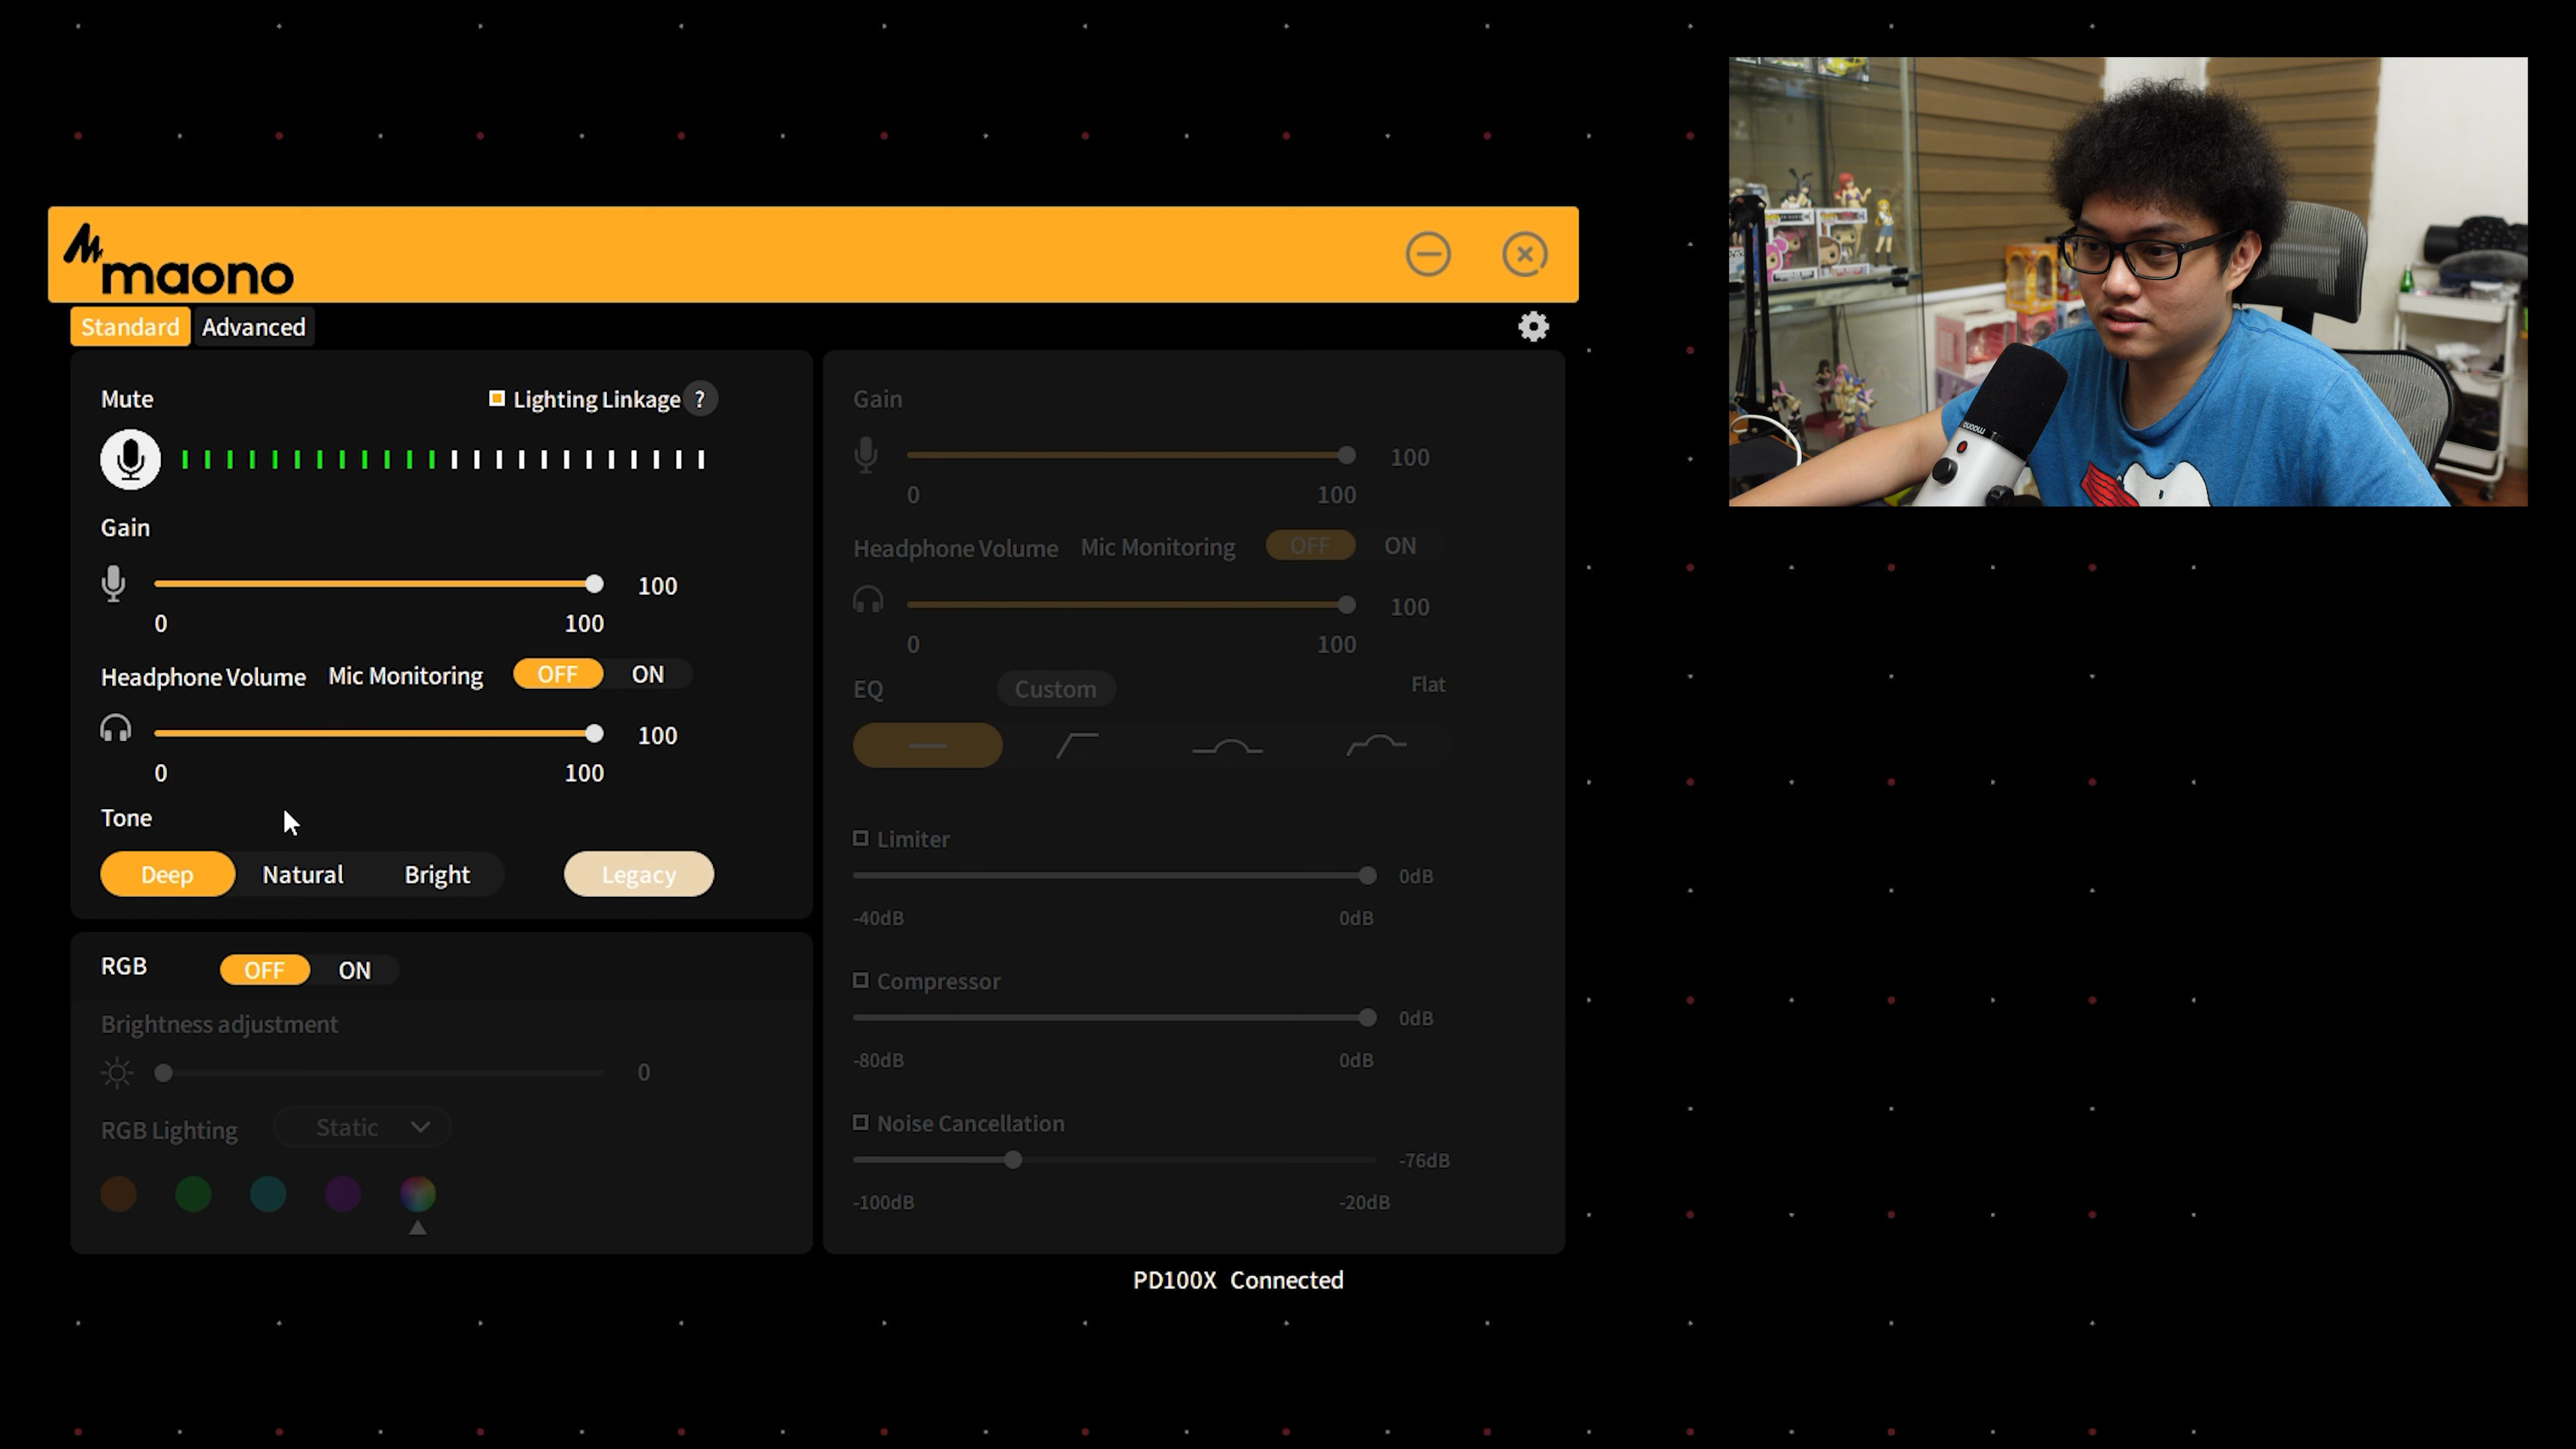 maono
Standard Advanced
Mute Lighting Linkage ?
Gain
100
0 100
Headphone Volume Mic Monitoring OFF ON
100
0 100
Tone
Deep Natural Bright Legacy
RGB OFF ON
Brightness adjustment
0
RGB Lighting Static
Gain
100
0 100
Headphone Volume Mic Monitoring OFF ON
100
0 100
EQ Custom Flat
Limiter
0dB
-40dB 0dB
Compressor
0dB
-80dB 0dB
Noise Cancellation
-76dB
-100dB -20dB
PD100X Connected
maono